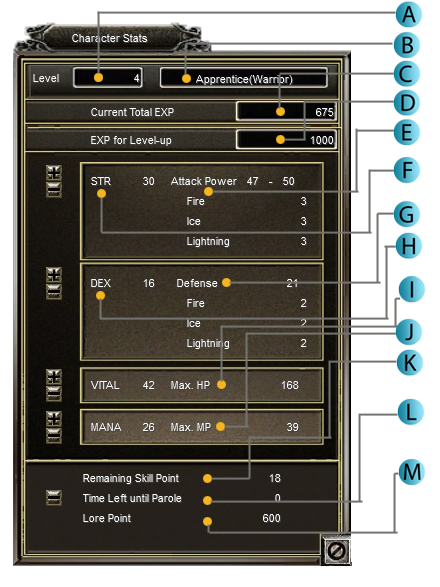 A
Character Stats
B
Level 4 Apprentice(Warrior)
C
D
Current Total EXP 675
E
EXP for Level-up 1000
F
STR 30 Attack Power 47 - 50
Fire 3
G
Ice 3
Lightning 3
H
DEX 16 Defense 21
I
Fire 2
Ice 2
J
Lightning 2
K
VITAL 42 Max. HP 168
L
MANA 26 Max. MP 39
M
Remaining Skill Point 18
Time Left until Parole 0
Lore Point 600